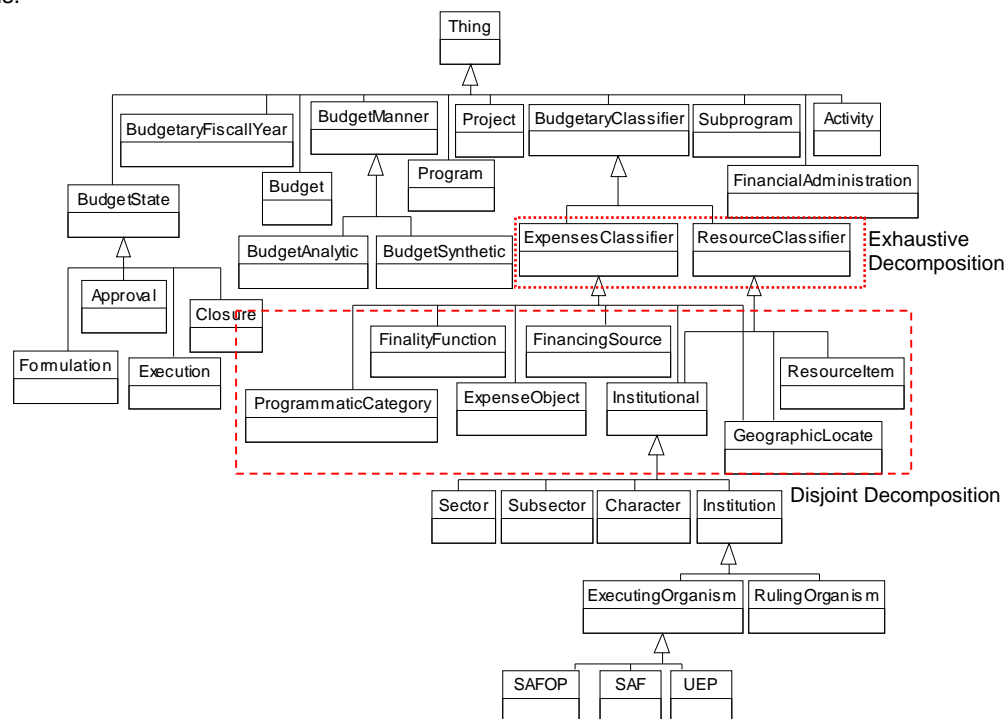 Thing
BudgetaryFiscallYear
BudgetManner
Project
BudgetaryClassifier
Subprogram
Activity
BudgetState
Budget
Program
FinancialAdministration
BudgetAnalytic
BudgetSynthetic
ExpensesClassifier
ResourceClassifier
Exhaustive
Decomposition
Approval
Closure
Formulation
Execution
FinalityFunction
FinancingSource
ResourceItem
ProgrammaticCategory
ExpenseObject
Institutional
GeographicLocate
Disjoint Decomposition
Sector
Subsector
Character
Institution
ExecutingOrganism
RulingOrganism
SAFOP
SAF
UEP